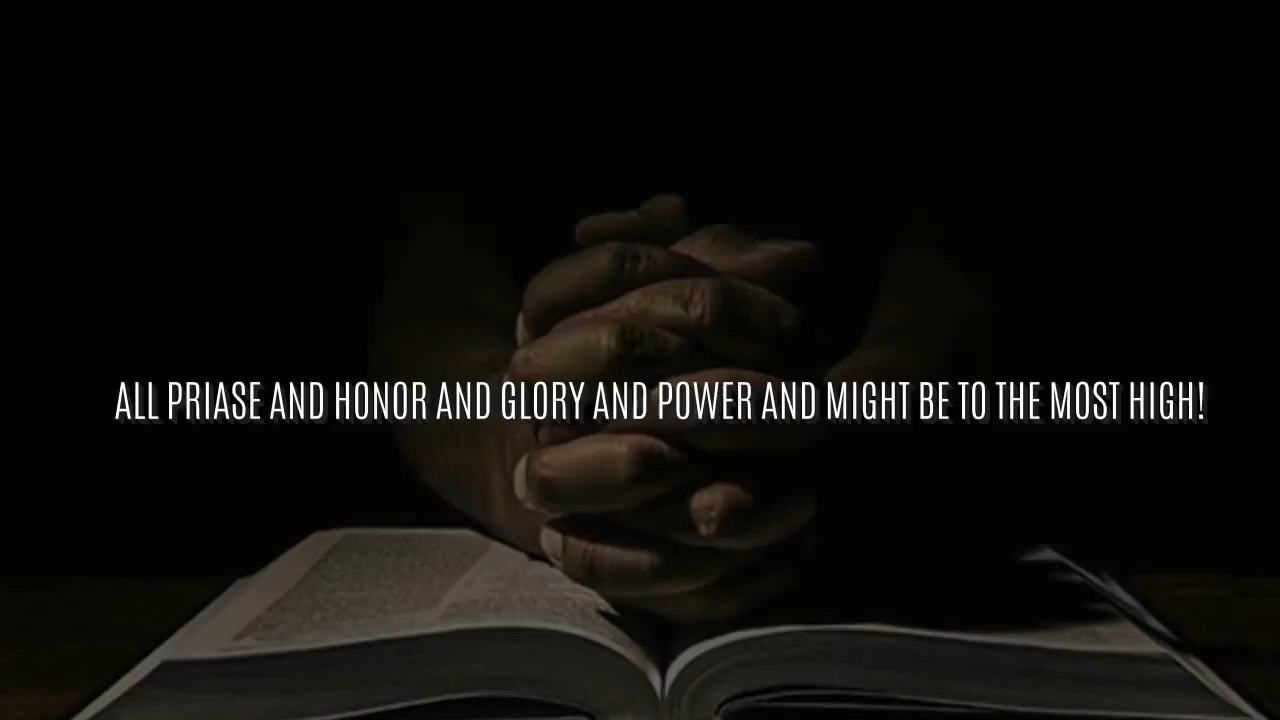 ALL PRIASE AND HONOR AND GLORY AND POWER AND MIGHT BE TO THE MOST HIGH!